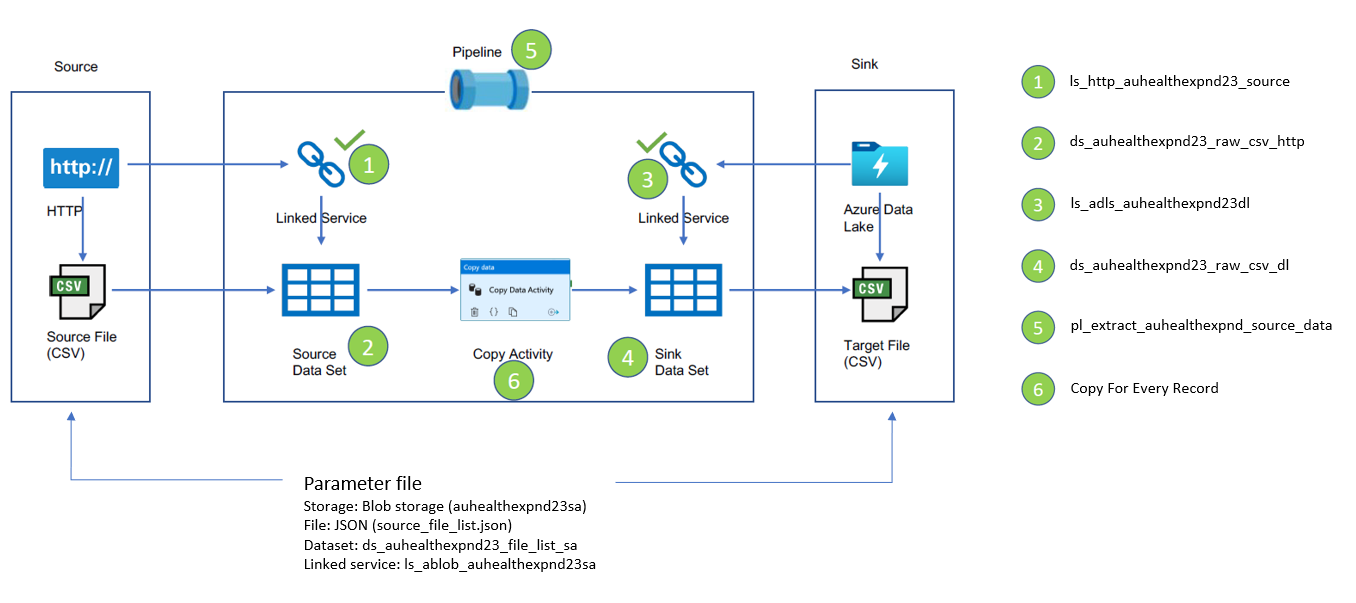 Source
Pipeline
5
Sink
http://
HTTP
CSV
Source File
(CSV)
1
Linked Service
Source
Data Set
2
Copy data
Copy Data Activity
{}
Copy Activity
6
3
Linked Service
4
Sink
Data Set
Azure Data
Lake
CSV
Target File
(CSV)
1
ls_http_auhealthexpnd23_source
2
ds_auhealthexpnd23_raw_csv_http
3
ls_adls_auhealthexpnd23dl
4
ds_auhealthexpnd23_raw_csv_dl
5
pl_extract_auhealthexpnd_source_data
6
Copy For Every Record
Parameter file
Storage: Blob storage (auhealthexpnd23sa)
File: JSON (source_file_list.json)
Dataset: ds_auhealthexpnd23_file_list_sa
Linked service: ls_ablob_auhealthexpnd23sa